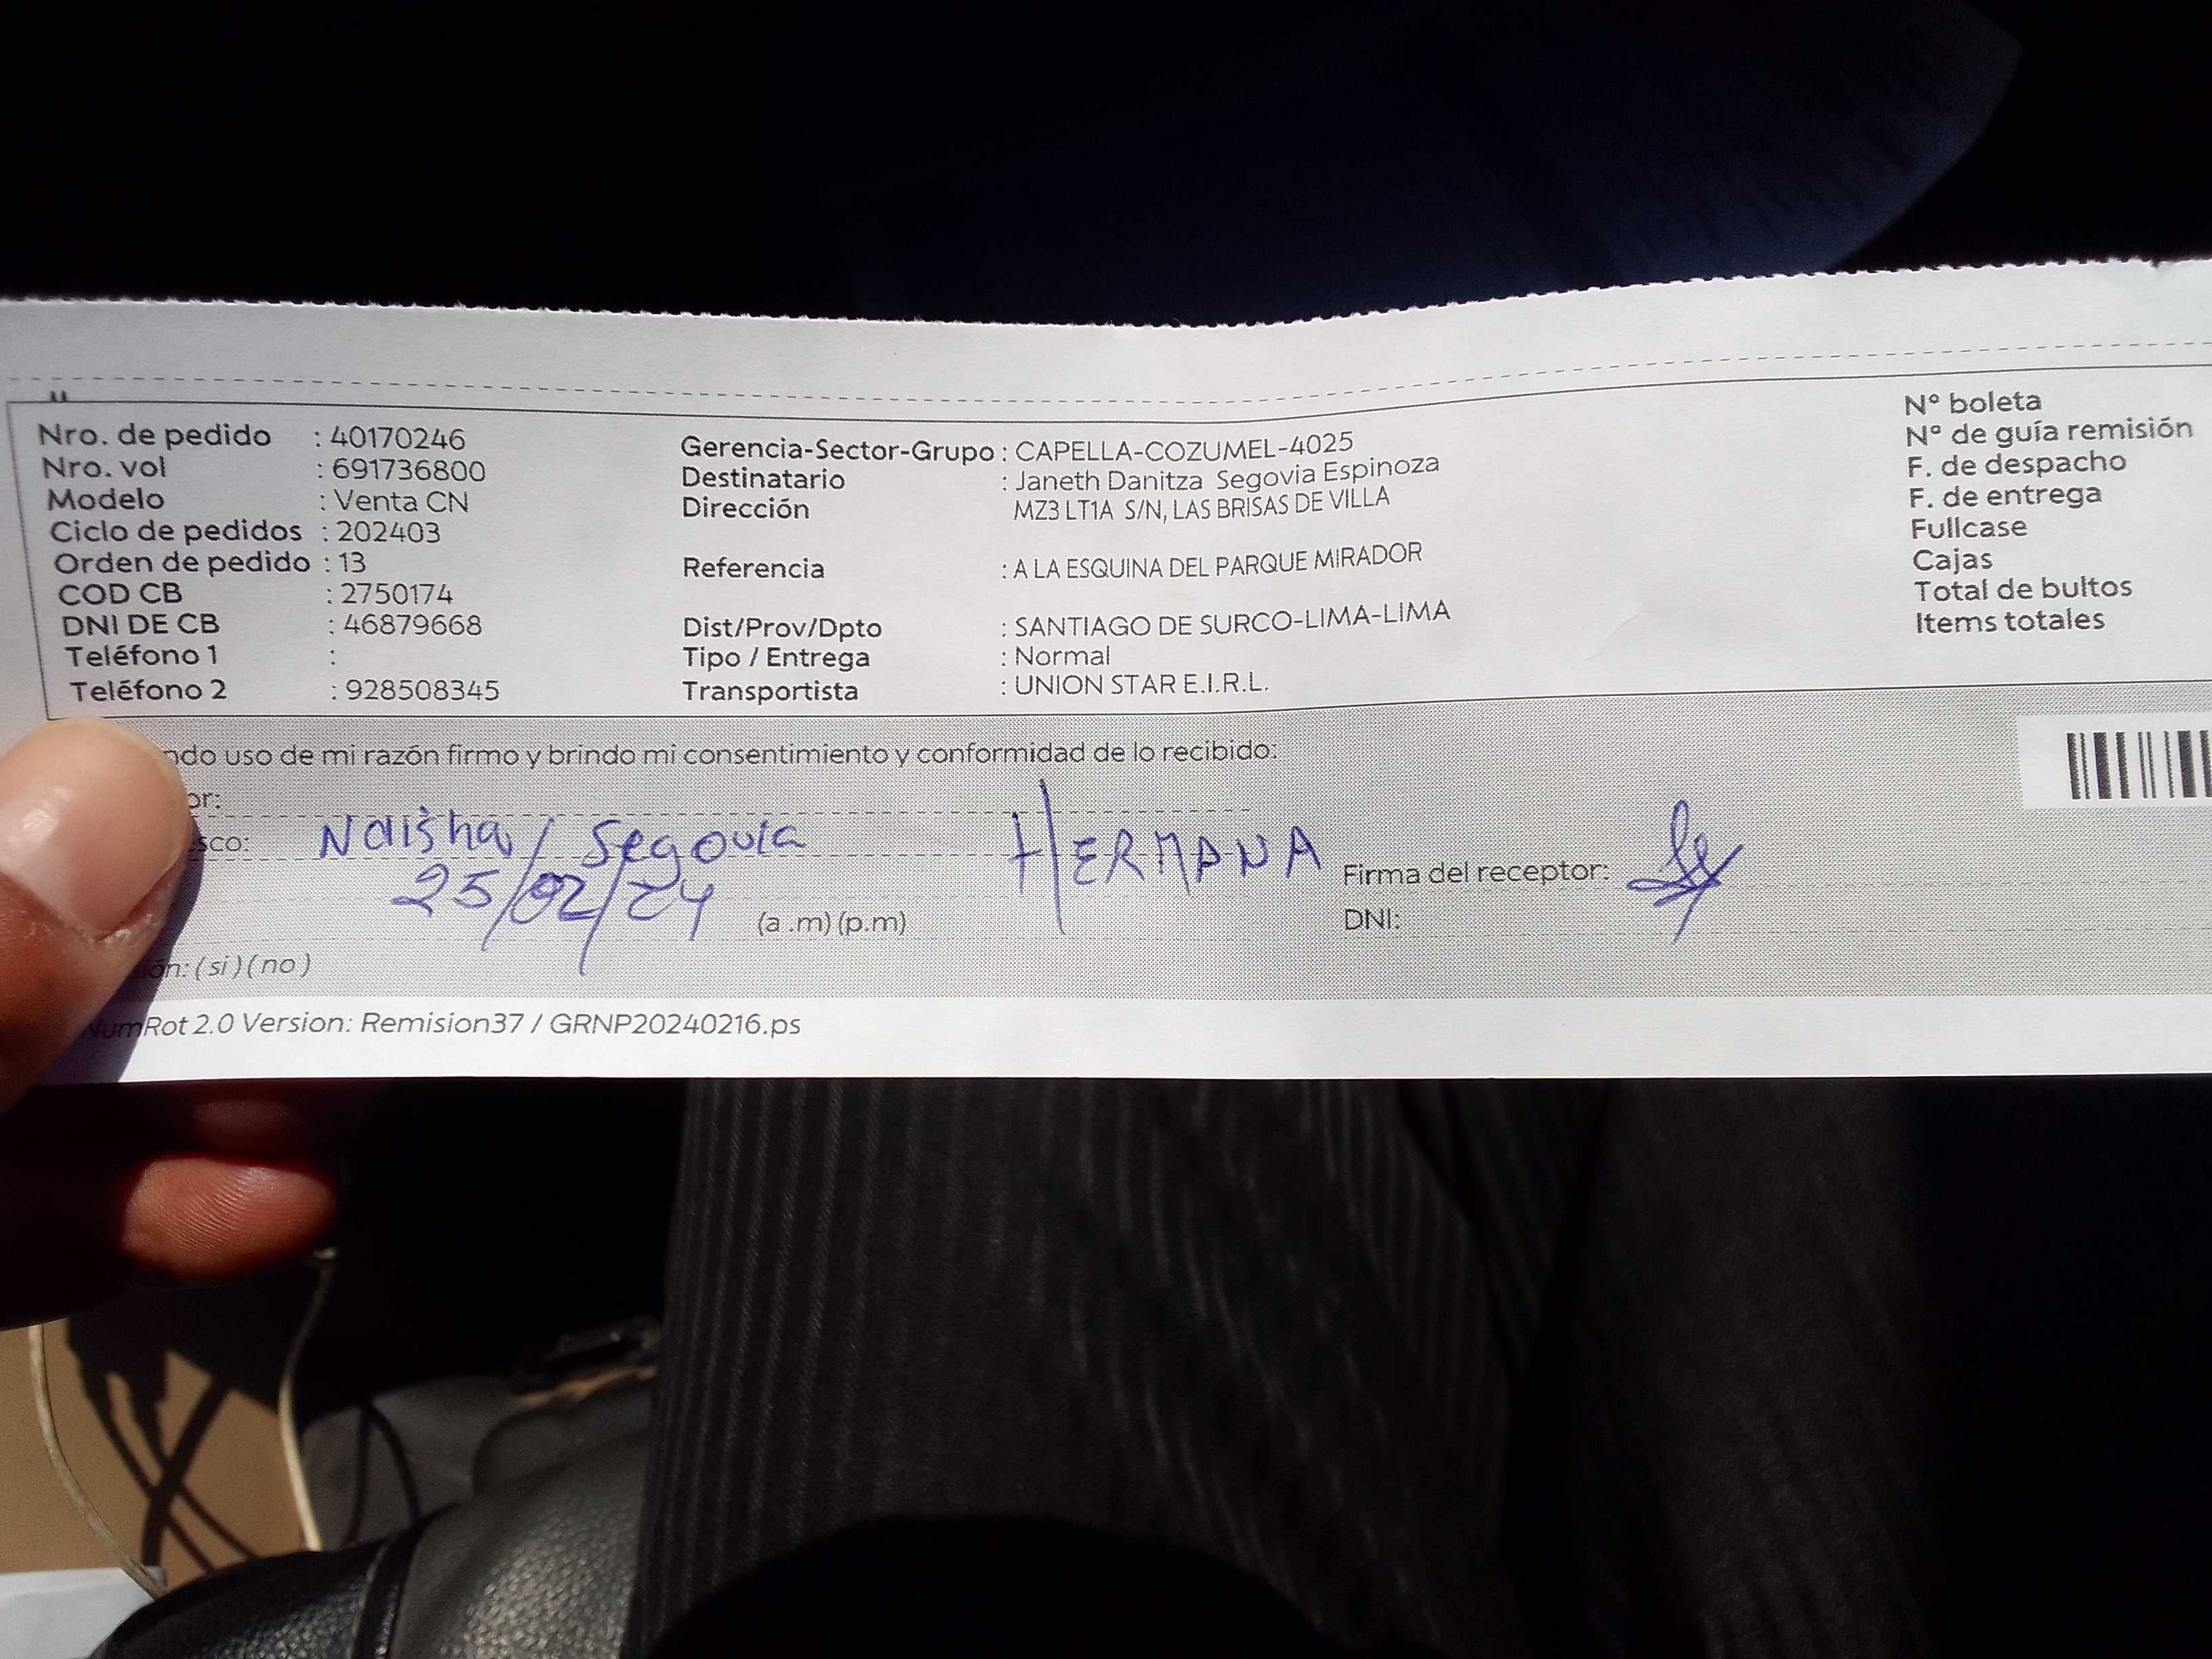 Nro. de pedido : 40170246
Nro. vol : 691736800
Modelo : Venta CN
Ciclo de pedidos : 202403
Orden de pedido : 13
COD CB : 2750174
DNI DE CB : 46879668
Teléfono 1 :
Teléfono 2 : 928508345
Gerencia-Sector-Grupo : CAPELLA-COZUMEL-4025
Destinatario : Janeth Danitza Segovia Espinoza
Dirección MZ3 LT1A S/N, LAS BRISAS DE VILLA
Referencia : A LA ESQUINA DEL PARQUE MIRADOR
Dist/Prov/Dpto : SANTIAGO DE SURCO-LIMA-LIMA
Tipo / Entrega : Normal
Transportista : UNION STAR E.I.R.L.
N° boleta
N° de guía remisión
F. de despacho
F. de entrega
Fullcase
Cajas
Total de bultos
Items totales
ndo uso de mi razón firmo y brindo mi consentimiento y conformidad de lo recibido:
or:
sco: Naisha / Segovia HERMANA Firma del receptor:
25/02/24 (a .m) (p.m) DNI:
ón: (si) (no)
NumRot 2.0 Version: Remision37 / GRNP20240216.ps